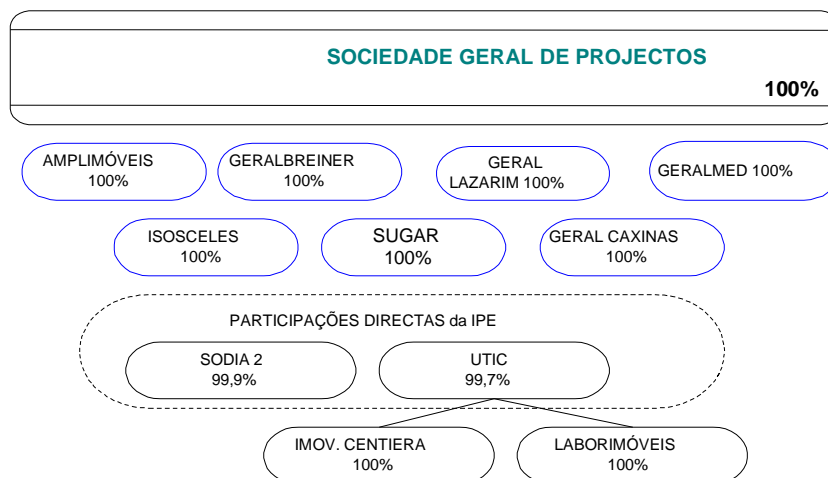 SOCIEDADE GERAL DE PROJECTOS
100%
AMPLIMÓVEIS
100%
GERALBREINER
100%
GERAL
LAZARIM 100%
GERALMED 100%
ISOSCELES
100%
SUGAR
100%
GERAL CAXINAS
100%
PARTICIPAÇÕES DIRECTAS da IPE
SODIA 2
99,9%
UTIC
99,7%
IMOV. CENTIERA
100%
LABORIMÓVEIS
100%